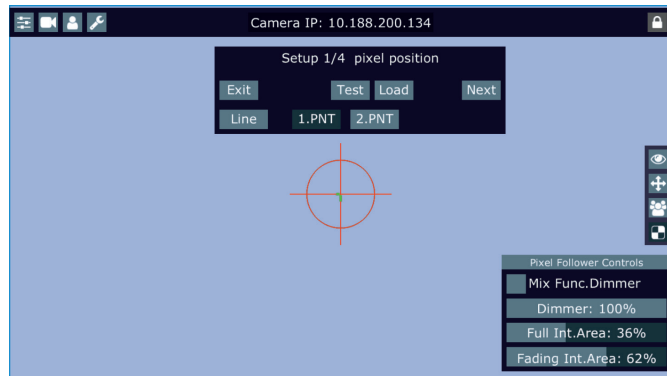 Camera IP: 10.188.200.134
Setup 1/4 pixel position
Exit Test Load Next
Line 1.PNT 2.PNT
Pixel Follower Controls
Mix Func.Dimmer
Dimmer: 100%
Full Int.Area: 36%
Fading Int.Area: 62%